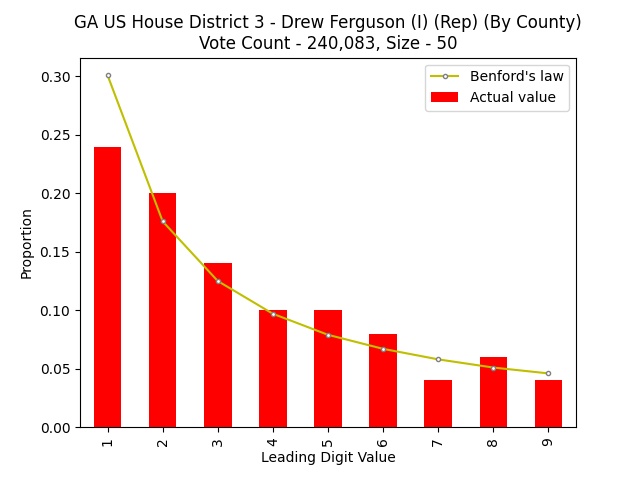 GA US House District 3 - Drew Ferguson (I) (Rep) (By County)
Vote Count - 240,083, Size - 50
Benford's law
Actual value
0.30
0.25
0.20
0.15
0.10
0.05
0.00
Proportion
1 2 3 4 5 6 7 8 9
Leading Digit Value